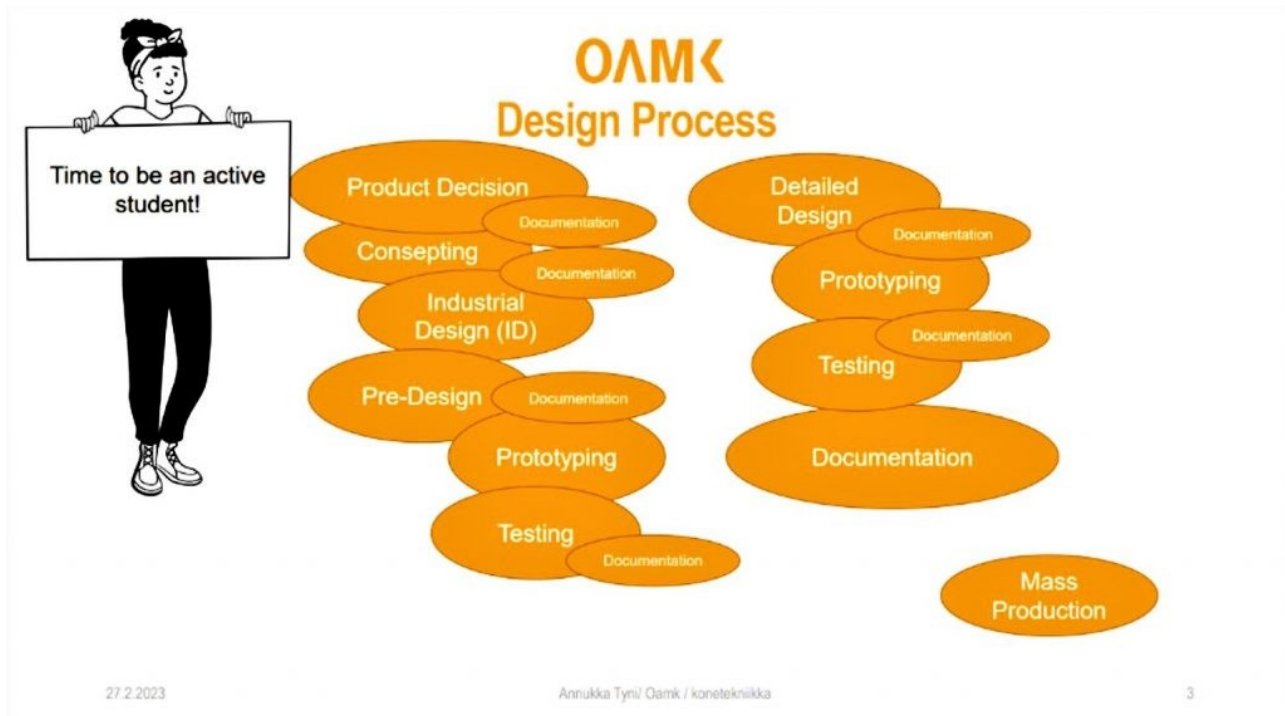 OAMK
Design Process
Time to be an active
student!
Product Decision
Documentation
Consepting
Documentation
Industrial
Design (ID)
Pre-Design
Documentation
Prototyping
Testing
Documentation
Detailed
Design
Documentation
Prototyping
Documentation
Testing
Documentation
Mass
Production
27.2.2023
Annukka Tyni/ Oamk / konetekniikka
3